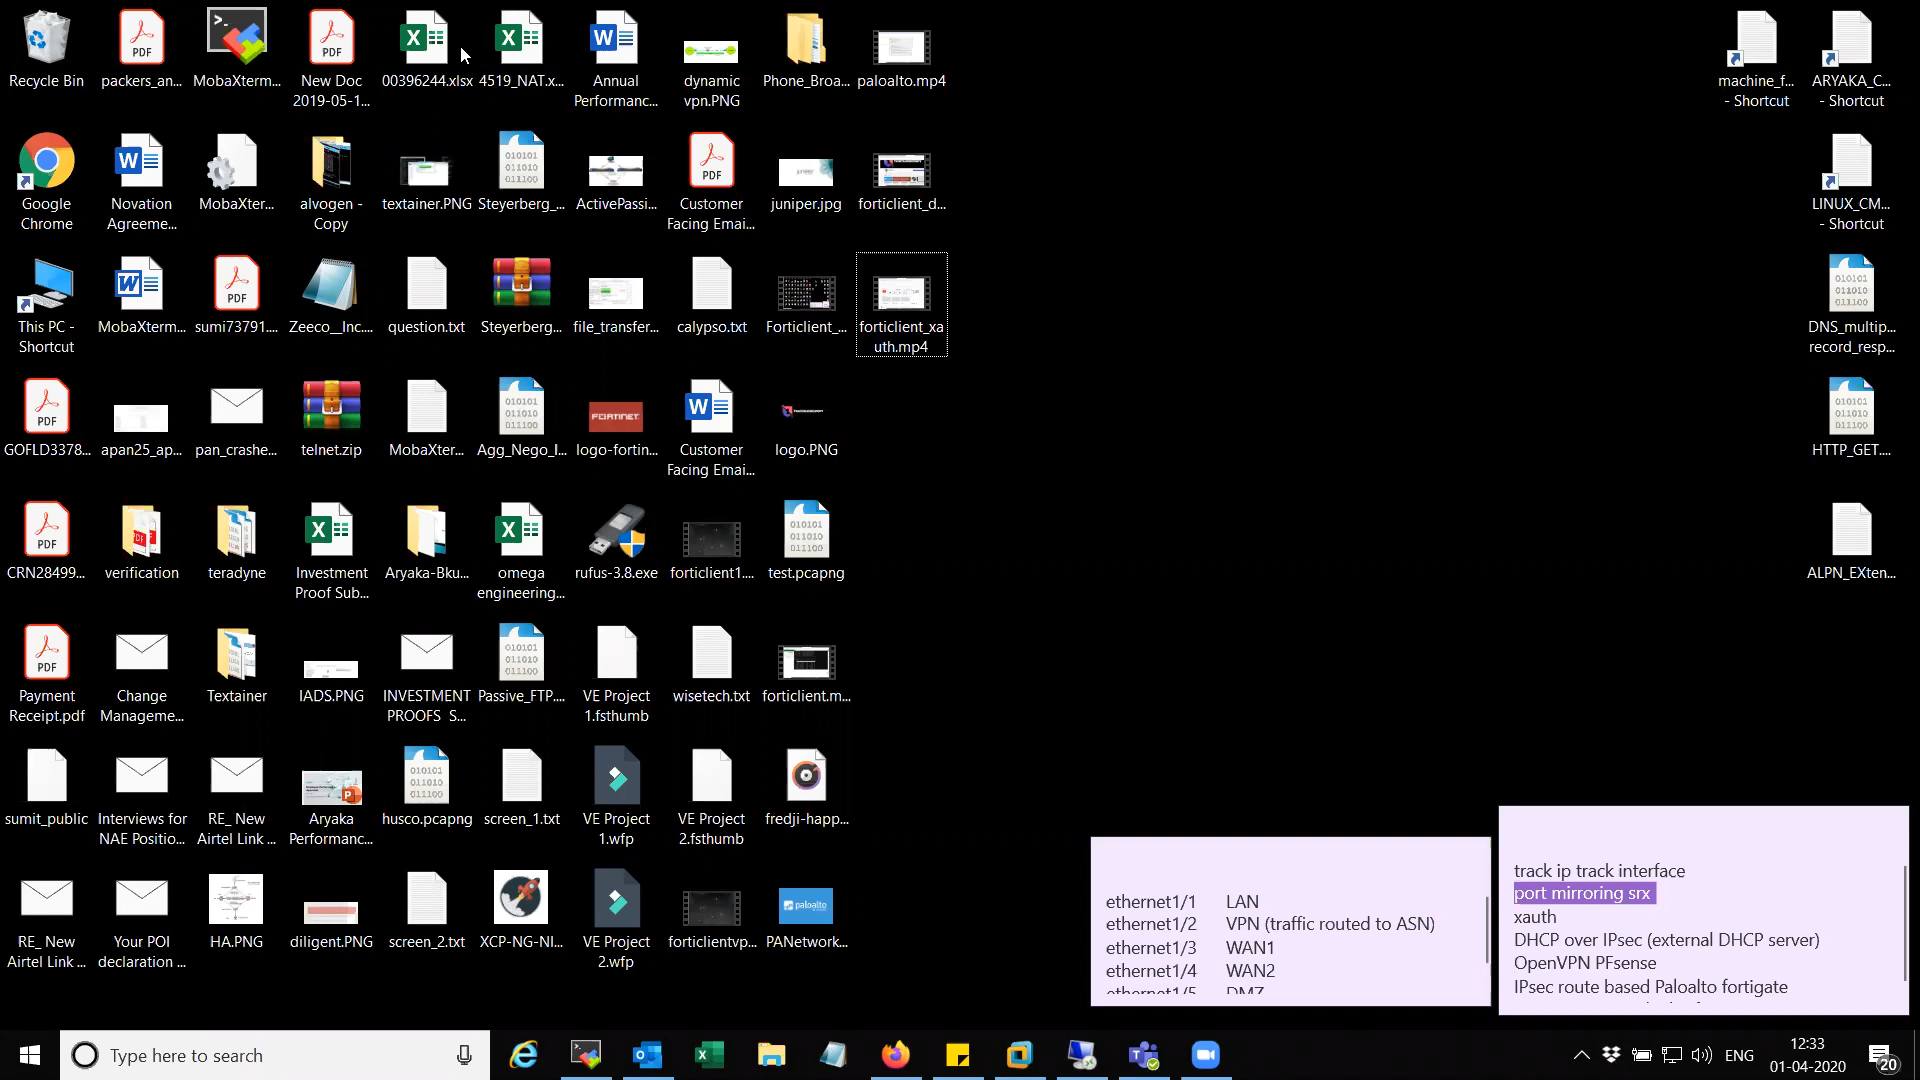 Recycle Bin
packers_an...
MobaXterm...
New Doc
2019-05-1...
00396244.xlsx
4519_NAT.x...
Annual
Performanc...
dynamic
vpn.PNG
Phone_Broa...
paloalto.mp4
machine_f...
- Shortcut
ARYAKA_C...
- Shortcut
Google
Chrome
Novation
Agreeme...
MobaXter...
alvogen -
Copy
textainer.PNG
Steyerberg_...
ActivePassi...
Customer
Facing Emai...
juniper.jpg
forticlient_d...
LINUX_CM...
- Shortcut
This PC -
Shortcut
MobaXterm...
sumi73791....
Zeeco__Inc....
question.txt
Steyerberg...
file_transfer...
calypso.txt
Forticlient_...
forticlient_xa
uth.mp4
DNS_multip...
record_resp...
GOFLD3378...
apan25_ap...
pan_crashe...
telnet.zip
MobaXter...
Agg_Nego_I...
FORTINET
logo-fortin...
Customer
Facing Emai...
logo.PNG
HTTP_GET....
CRN28499...
verification
teradyne
Investment
Proof Sub...
Aryaka-Bku...
omega
engineering...
rufus-3.8.exe
forticlient1....
test.pcapng
ALPN_EXten...
Payment
Receipt.pdf
Change
Manageme...
Textainer
IADS.PNG
INVESTMENT
PROOFS S...
Passive_FTP....
VE Project
1.fsthumb
wisetech.txt
forticlient.m...
sumit_public
Interviews for
NAE Positio...
RE_ New
Airtel Link ...
Aryaka
Performanc...
husco.pcapng
screen_1.txt
VE Project
1.wfp
VE Project
2.fsthumb
fredji-happ...
RE_ New
Airtel Link ...
Your POI
declaration ...
HA.PNG
diligent.PNG
screen_2.txt
XCP-NG-NI...
VE Project
2.wfp
forticlientvp...
paloalto
PANetwork...
ethernet1/1 LAN
ethernet1/2 VPN (traffic routed to ASN)
ethernet1/3 WAN1
ethernet1/4 WAN2
ethernet1/5 DMZ
track ip track interface
port mirroring srx
xauth
DHCP over IPsec (external DHCP server)
OpenVPN PFsense
IPsec route based Paloalto fortigate
Type here to search
ENG
12:33
01-04-2020
20